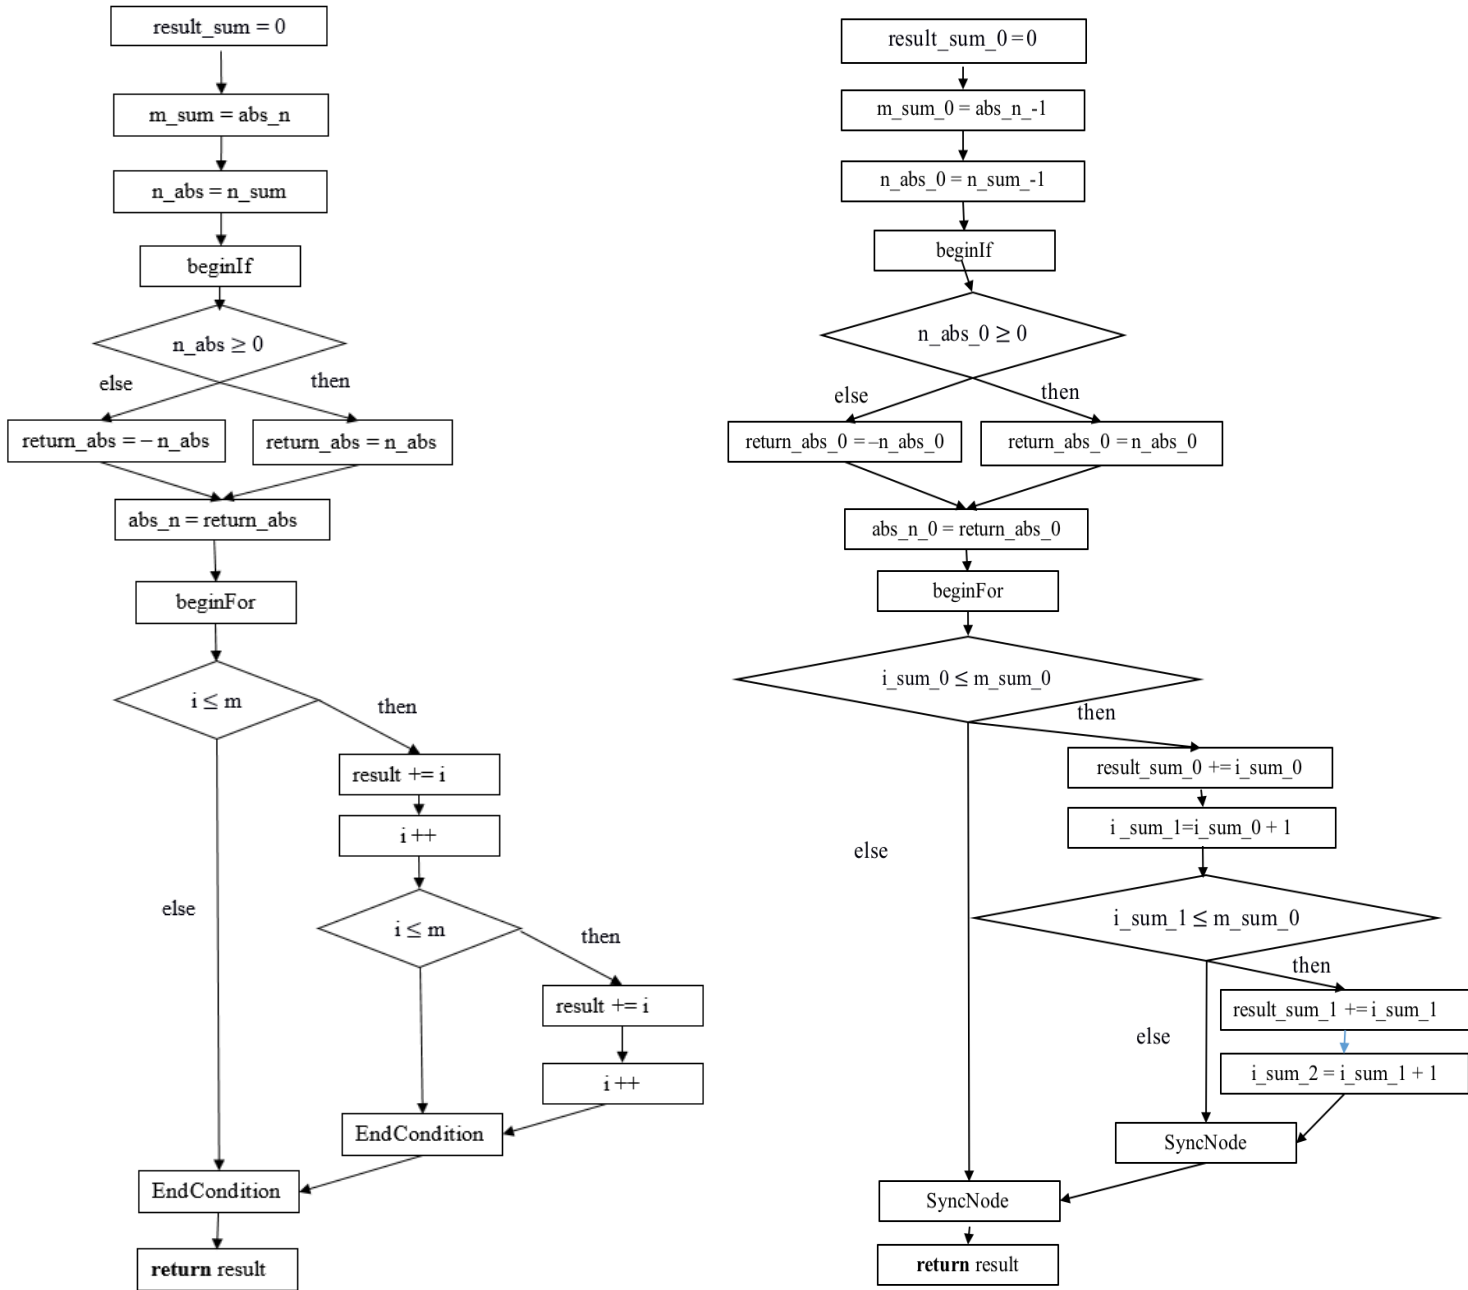 result_sum = 0
m_sum = abs_n
n_abs = n_sum
beginIf
n_abs ≥ 0
else
then
return_abs = – n_abs
return_abs = n_abs
abs_n = return_abs
beginFor
i ≤ m
then
result += i
i ++
else
i ≤ m
then
result += i
i ++
EndCondition
EndCondition
return result
result_sum_0 = 0
m_sum_0 = abs_n_-1
n_abs_0 = n_sum_-1
beginIf
n_abs_0 ≥ 0
else
then
return_abs_0 = –n_abs_0
return_abs_0 = n_abs_0
abs_n_0 = return_abs_0
beginFor
i_sum_0 ≤ m_sum_0
then
result_sum_0 += i_sum_0
i _sum_1=i_sum_0 + 1
else
i_sum_1 ≤ m_sum_0
then
result_sum_1 += i_sum_1
else
i_sum_2 = i_sum_1 + 1
SyncNode
SyncNode
return result